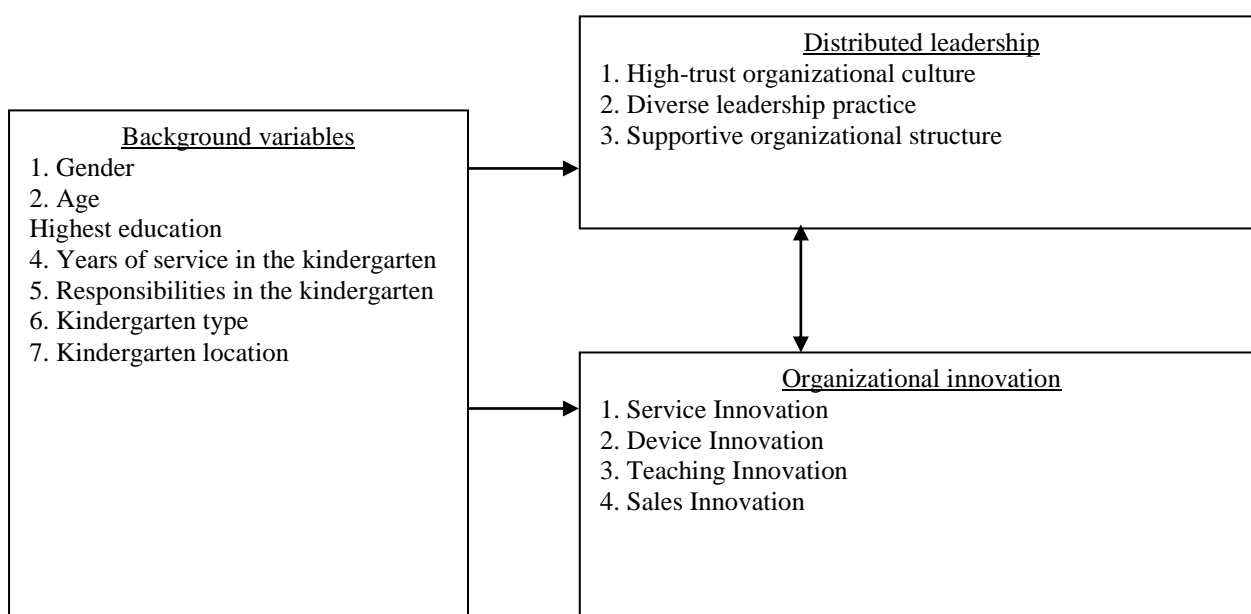 Background variables
1. Gender
2. Age
Highest education
4. Years of service in the kindergarten
5. Responsibilities in the kindergarten
6. Kindergarten type
7. Kindergarten location
Distributed leadership
1. High-trust organizational culture
2. Diverse leadership practice
3. Supportive organizational structure
Organizational innovation
1. Service Innovation
2. Device Innovation
3. Teaching Innovation
4. Sales Innovation